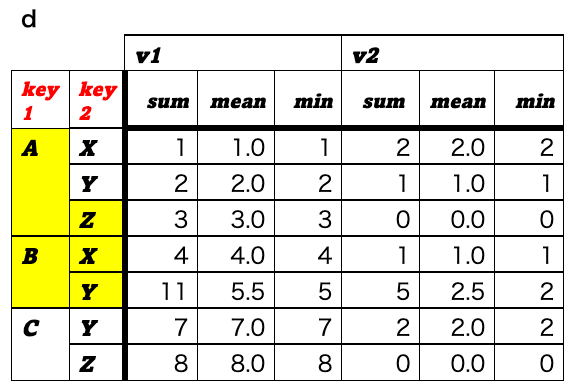 d
v1 v2
key 1 key 2 sum mean min sum mean min
A X 1 1.0 1 2 2.0 2
Y 2 2.0 2 1 1.0 1
Z 3 3.0 3 0 0.0 0
B X 4 4.0 4 1 1.0 1
Y 11 5.5 5 5 2.5 2
C Y 7 7.0 7 2 2.0 2
Z 8 8.0 8 0 0.0 0